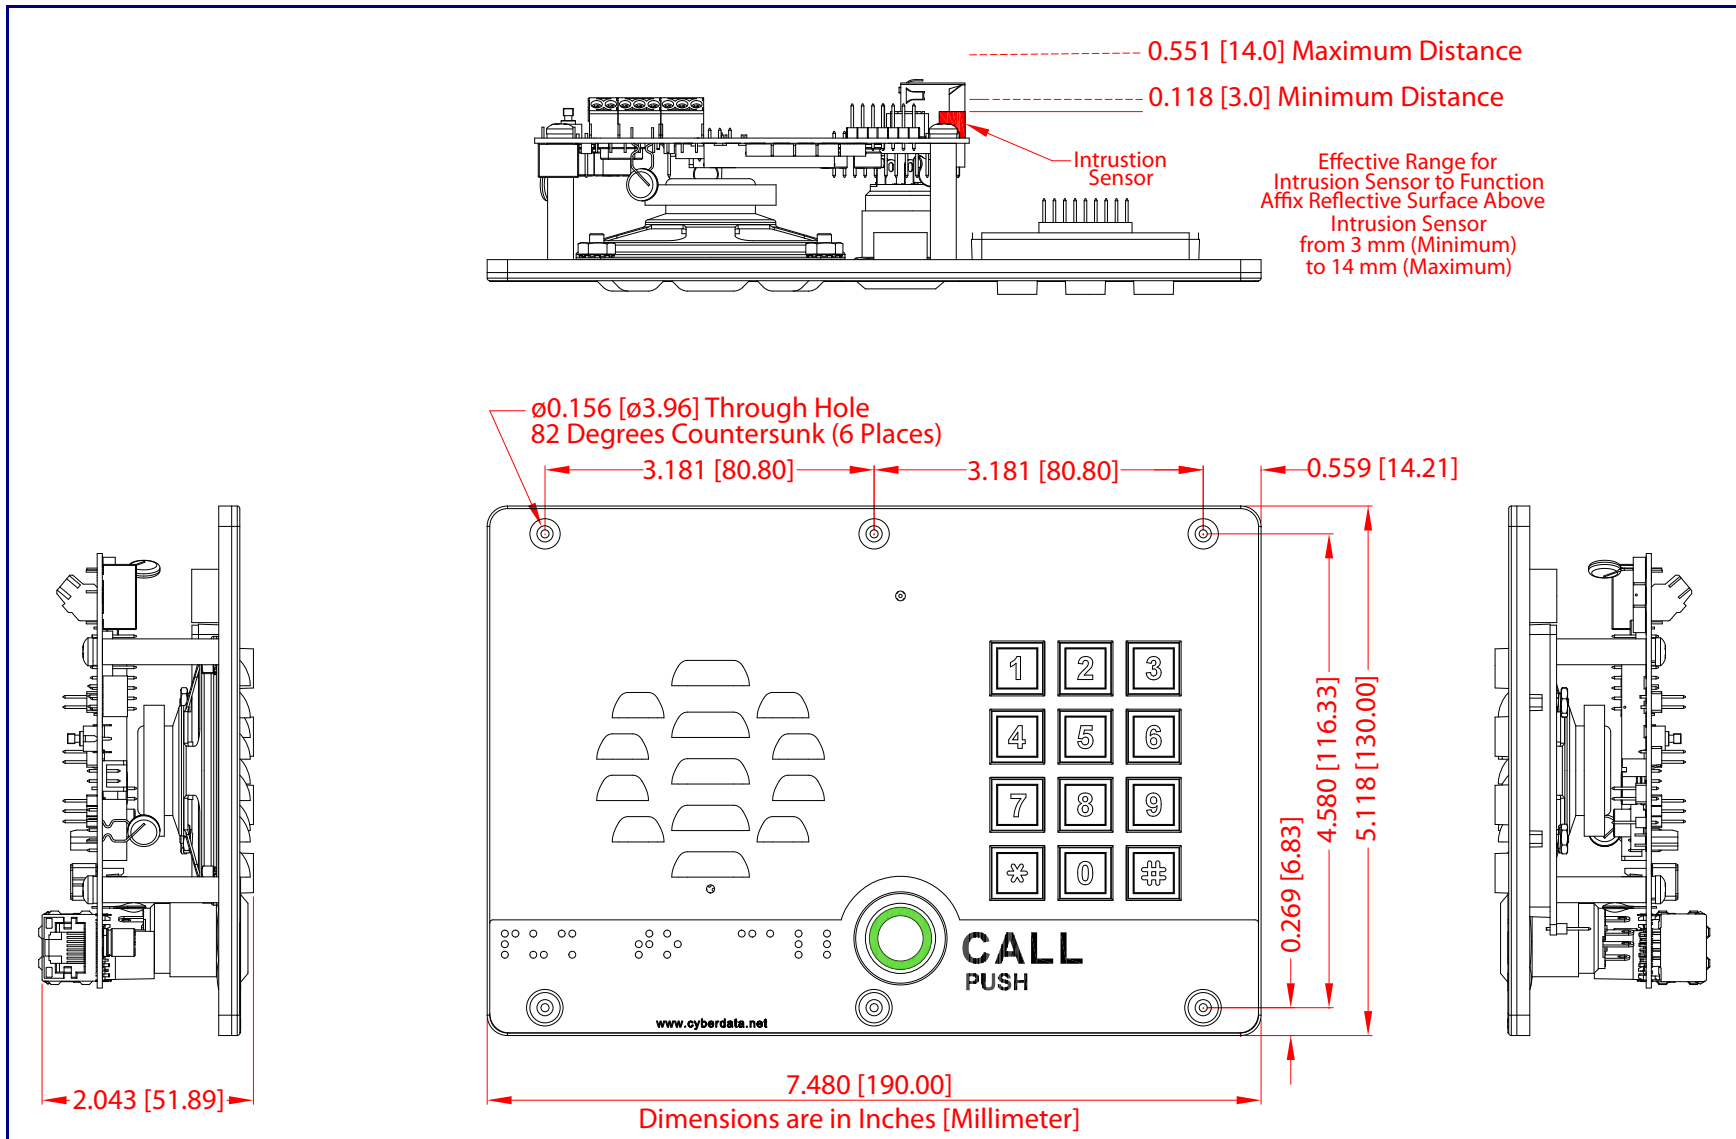 0.551 [14.0] Maximum Distance
0.118 [3.0] Minimum Distance
Intrustion
Sensor
Effective Range for
Intrusion Sensor to Function
Affix Reflective Surface Above
Intrusion Sensor
from 3 mm (Minimum)
to 14 mm (Maximum)
ø0.156 [ø3.96] Through Hole
82 Degrees Countersunk (6 Places)
3.181 [80.80]
3.181 [80.80]
0.559 [14.21]
1 2 3
4 5 6
7 8 9
* 0 #
4.580 [116.33]
5.118 [130.00]
0.269 [6.83]
CALL
PUSH
www.cyberdata.net
2.043 [51.89]
7.480 [190.00]
Dimensions are in Inches [Millimeter]